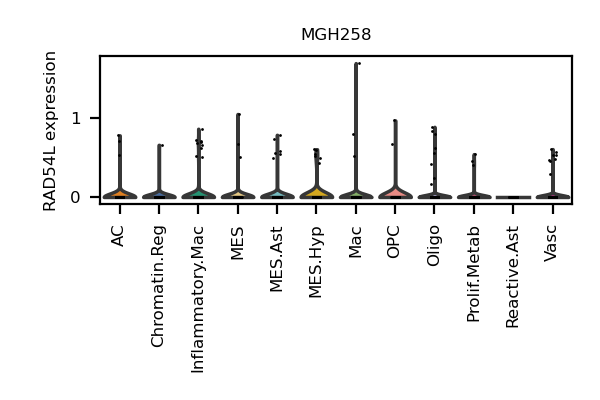 MGH258
RAD54L expression
1
0
AC
Chromatin.Reg
Inflammatory.Mac
MES
MES.Ast
MES.Hyp
Mac
OPC
Oligo
Prolif.Metab
Reactive.Ast
Vasc